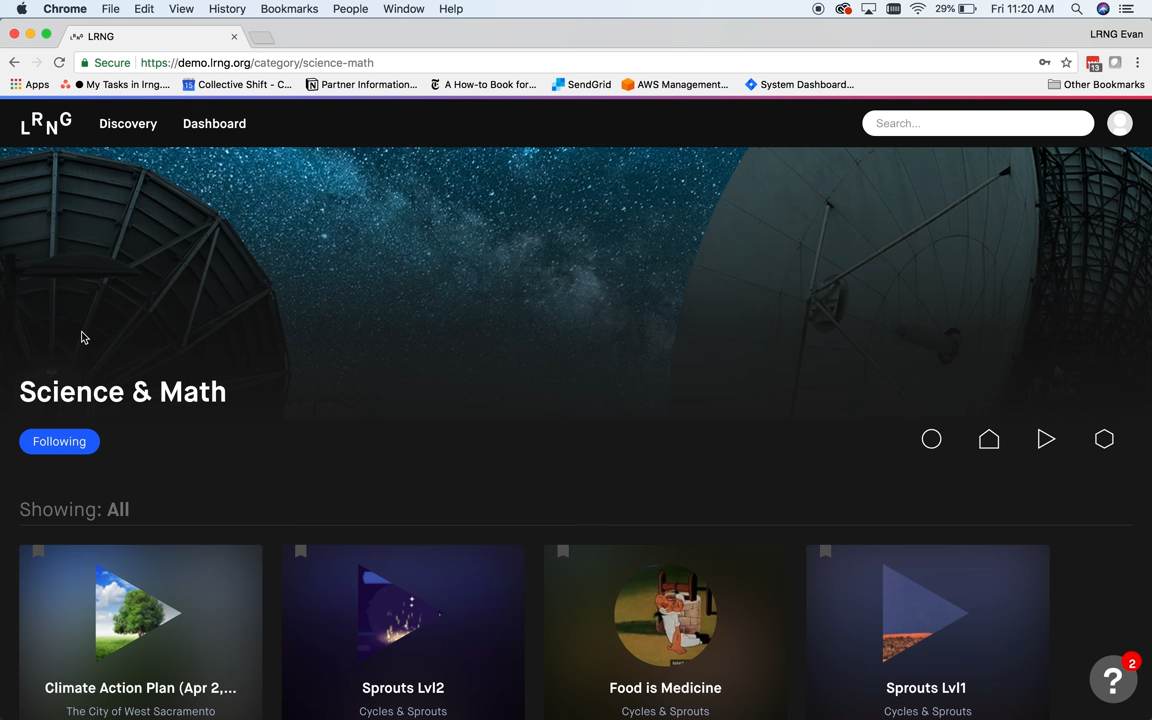 Chrome File Edit View History Bookmarks People Window Help 29% Fri 11:20 AM
LRNG LRNG Evan
Secure https://demo.lrng.org/category/science-math 13
Apps My Tasks in lrng.... 15 Collective Shift - C... Partner Information... A How-to Book for... SendGrid AWS Management... System Dashboard... Other Bookmarks
LRNG Discovery Dashboard Search...
Science & Math
Following
Showing: All
Climate Action Plan (Apr 2,... Sprouts Lvl2 Food is Medicine Sprouts Lvl1
The City of West Sacramento Cycles & Sprouts Cycles & Sprouts Cycles & Sprouts
? 2